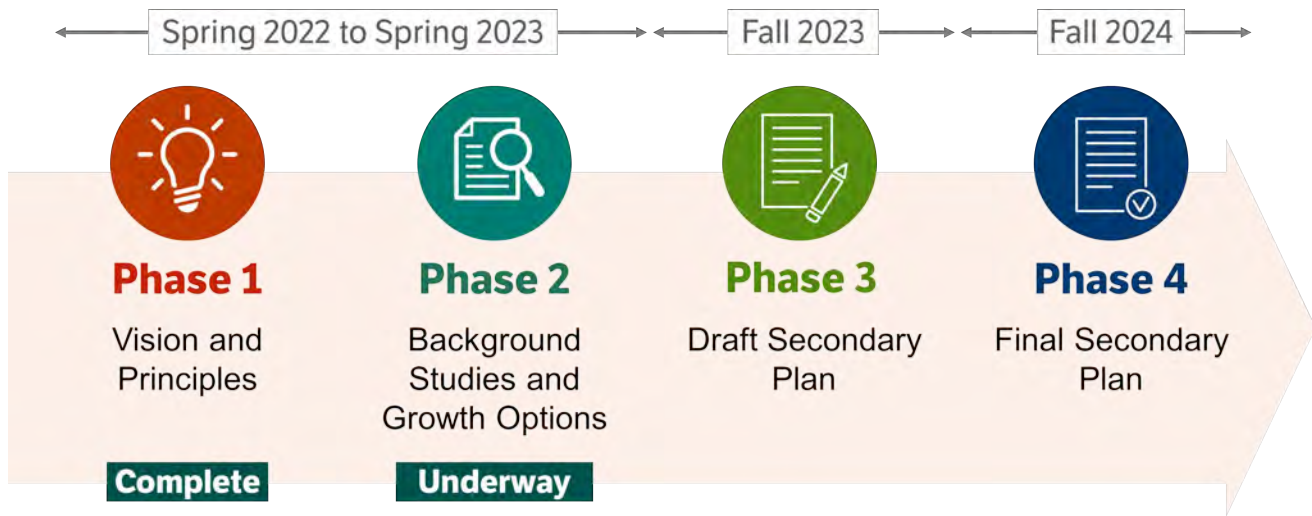 Spring 2022 to Spring 2023
Fall 2023
Fall 2024
Phase 1
Vision and
Principles
Complete
Phase 2
Background
Studies and
Growth Options
Underway
Phase 3
Draft Secondary
Plan
Phase 4
Final Secondary
Plan